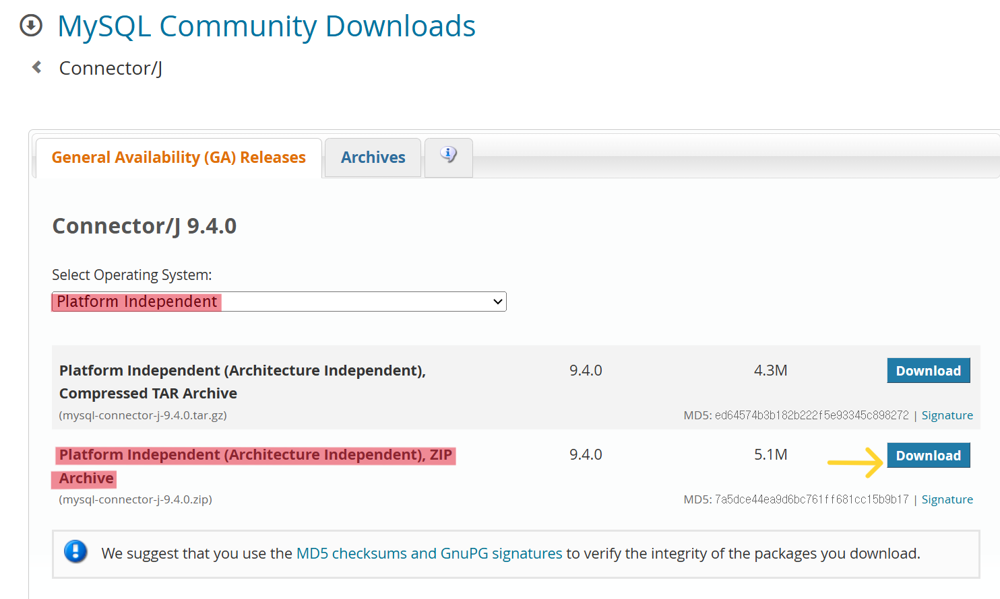 MySQL Community Downloads
Connector/J
General Availability (GA) Releases Archives
Connector/J 9.4.0
Select Operating System:
Platform Independent
Platform Independent (Architecture Independent), 9.4.0 4.3M Download
Compressed TAR Archive
(mysql-connector-j-9.4.0.tar.gz) MD5: ed64574b3b182b222f5e93345c898272 | Signature
Platform Independent (Architecture Independent), ZIP 9.4.0 5.1M Download
Archive
(mysql-connector-j-9.4.0.zip) MD5: 7a5dce44ea9d6bc761ff681cc15b9b17 | Signature
We suggest that you use the MD5 checksums and GnuPG signatures to verify the integrity of the packages you download.